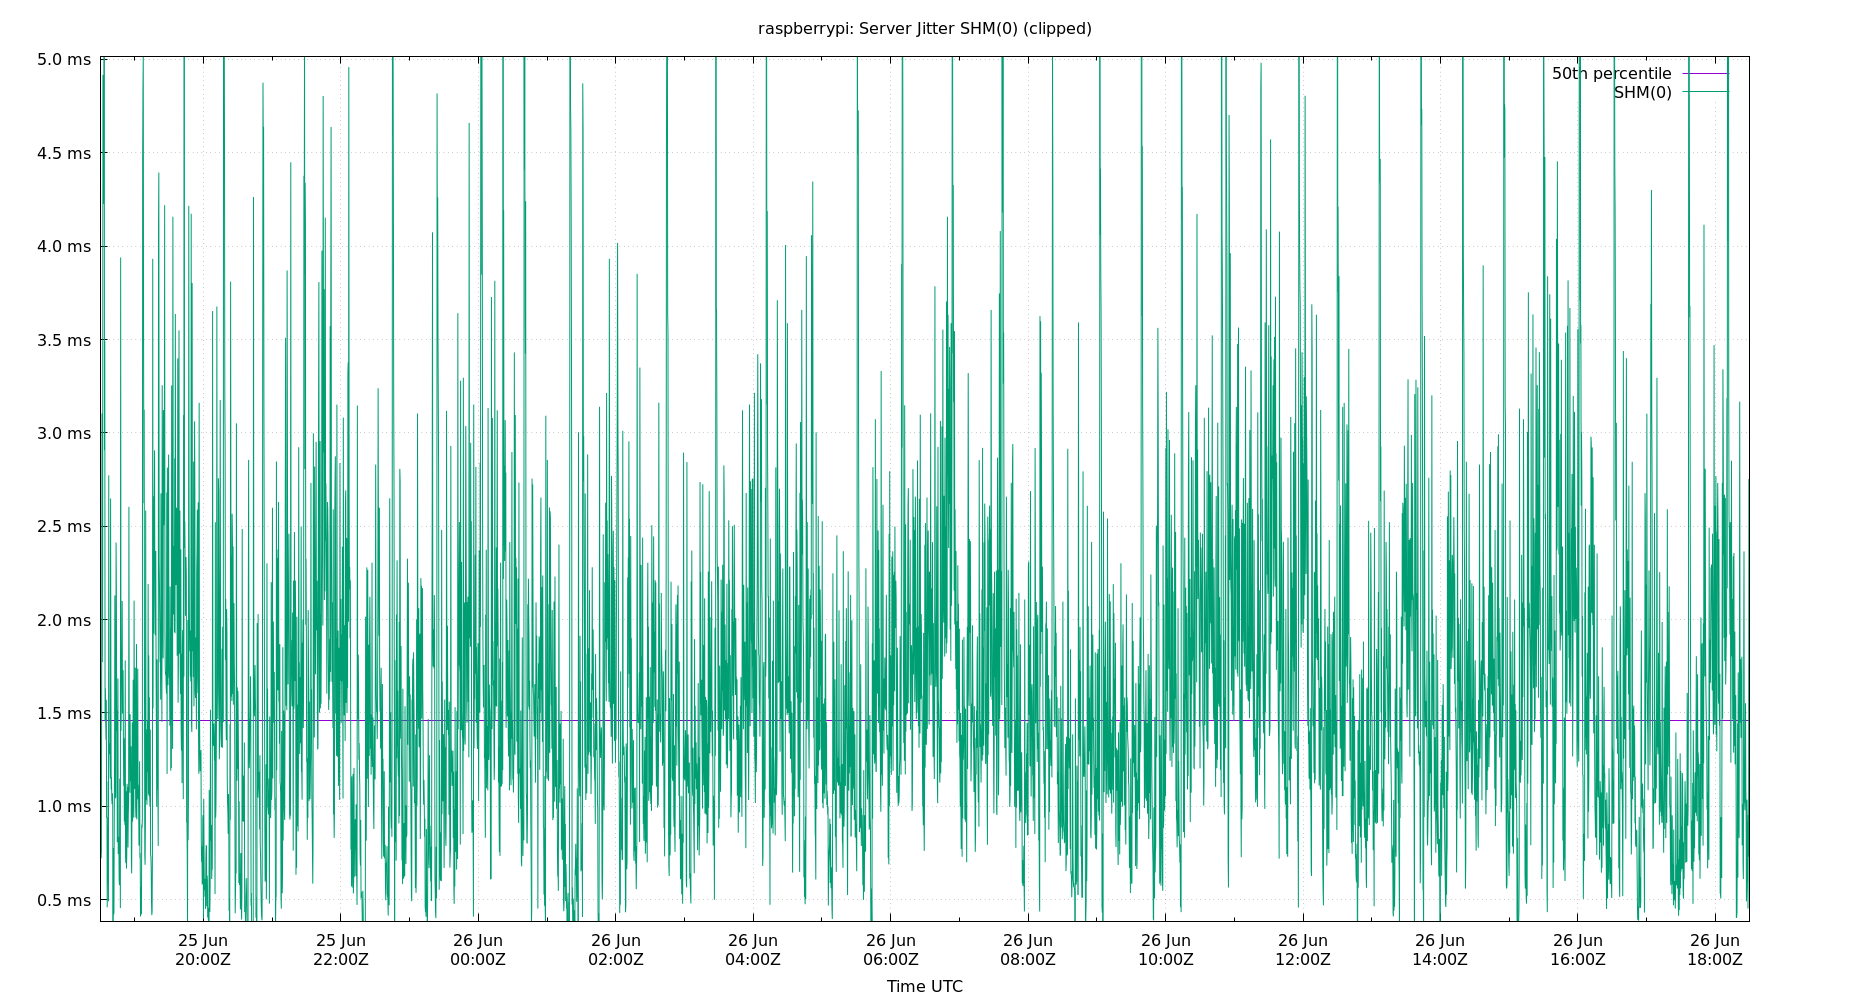 raspberrypi: Server Jitter SHM(0) (clipped)
5.0 ms
50th percentile
SHM(0)
4.5 ms
4.0 ms
3.5 ms
3.0 ms
2.5 ms
2.0 ms
1.5 ms
1.0 ms
0.5 ms
25 Jun 25 Jun 26 Jun 26 Jun 26 Jun 26 Jun 26 Jun 26 Jun 26 Jun 26 Jun 26 Jun 26 Jun
20:00Z 22:00Z 00:00Z 02:00Z 04:00Z 06:00Z 08:00Z 10:00Z 12:00Z 14:00Z 16:00Z 18:00Z
Time UTC